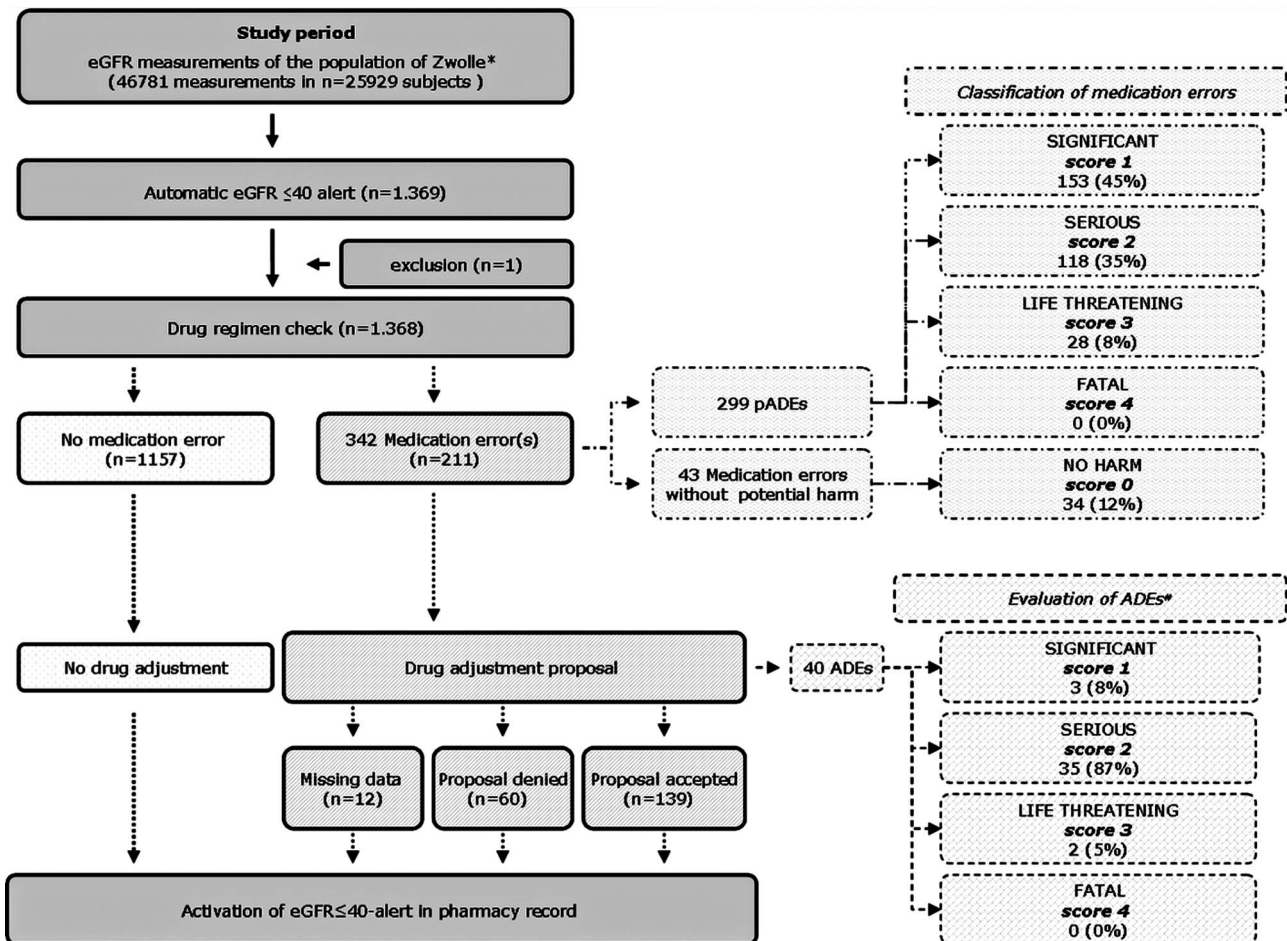 Study period
eGFR measurements of the population of Zwolle*
(46781 measurements in n=25929 subjects )
Automatic eGFR ≤40 alert (n=1.369)
exclusion (n=1)
Drug regimen check (n=1.368)
No medication error
(n=1157)
342 Medication error(s)
(n=211)
299 pADEs
43 Medication errors
without potential harm
Classification of medication errors
SIGNIFICANT
score 1
153 (45%)
SERIOUS
score 2
118 (35%)
LIFE THREATENING
score 3
28 (8%)
FATAL
score 4
0 (0%)
NO HARM
score 0
34 (12%)
No drug adjustment
Drug adjustment proposal
40 ADEs
Missing data
(n=12)
Proposal denied
(n=60)
Proposal accepted
(n=139)
Activation of eGFR≤40-alert in pharmacy record
Evaluation of ADEs#
SIGNIFICANT
score 1
3 (8%)
SERIOUS
score 2
35 (87%)
LIFE THREATENING
score 3
2 (5%)
FATAL
score 4
0 (0%)